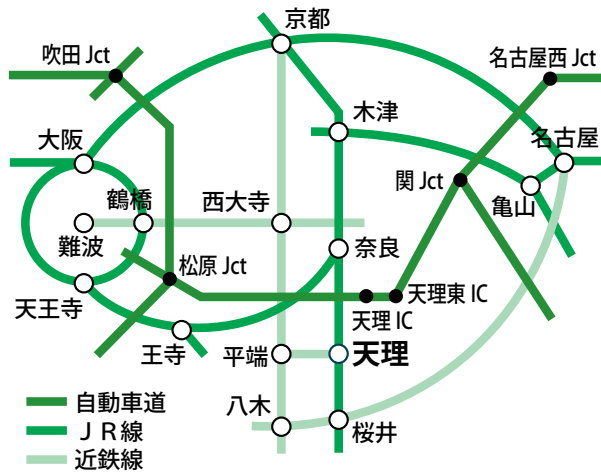 京都
吹田 Jct
名古屋西 Jct
木津
大阪
名古屋
関 Jct
鶴橋
西大寺
亀山
難波
奈良
松原 Jct
天理東 IC
天王寺
天理 IC
王寺
平端
天理
八木
桜井
自動車道
ＪＲ線
近鉄線